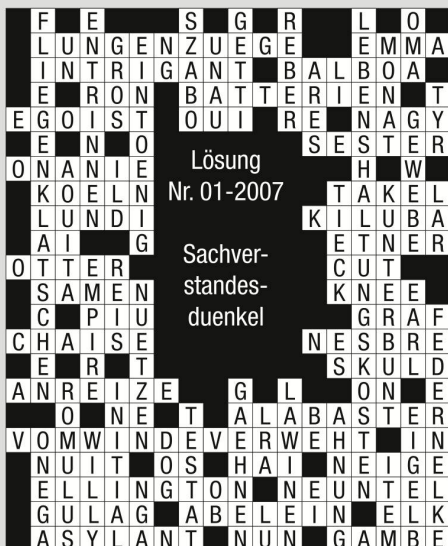 F E S G R L O
LUNGENZUEGE EMMA
INTRIGANT BALBOA
E RON BATTERIEN T
EGOIST OUI RE NAGY
E N O SESTER
ONANIE H W
KOELN TAKEL
LUNDI KILUBA
AI G ETNER
OTTER CUT
SAMEN KNEE
C PIU GRAF
CHAISE NESBRE
E R T SKULD
ANREIZE G L ON E
O NE T ALABASTER
VOMWINDEVERWEHT IN
NUIT OS HAI NEIGE
ELLINGTON NEUNTEL
GULAG ABELEIN ELK
ASYLANT NUN GAMBE
Lösung
Nr. 01-2007
Sachver-
standes-
duenkel